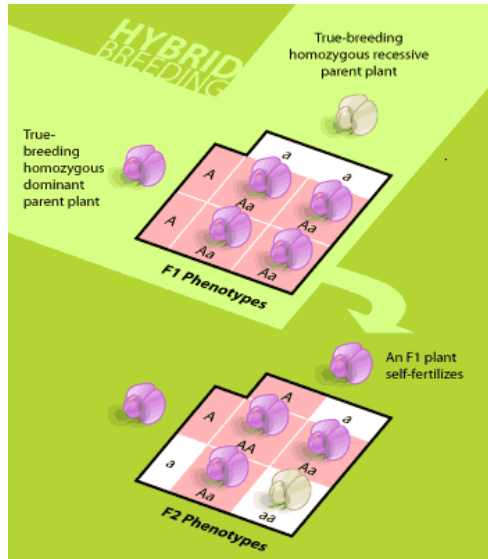 HYBRID
BREEDING
True-breeding
homozygous recessive
parent plant
True-
breeding
homozygous
dominant
parent plant
a
a
A
A
Aa
Aa
Aa
Aa
F1 Phenotypes
An F1 plant
self-fertilizes
A
a
A
a
AA
Aa
Aa
aa
F2 Phenotypes